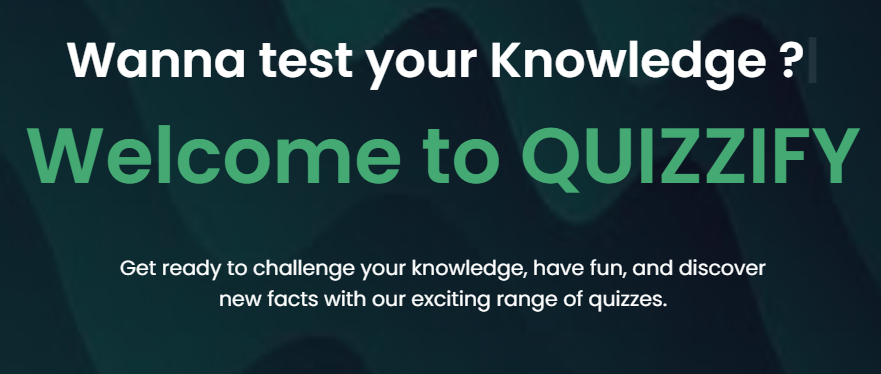 Wanna test your Knowledge ?
Welcome to QUIZZIFY
Get ready to challenge your knowledge, have fun, and discover
new facts with our exciting range of quizzes.